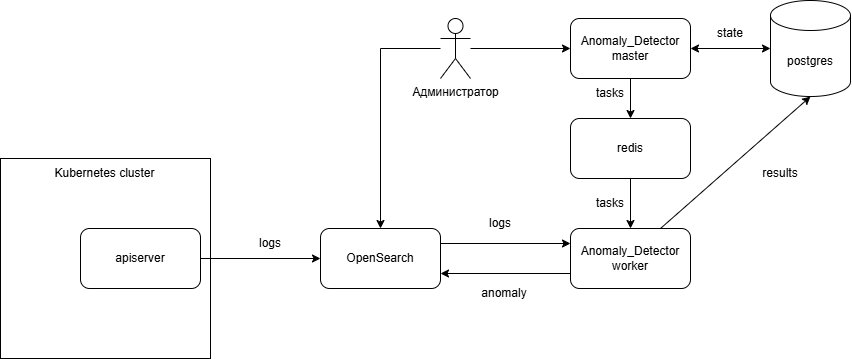 Anomaly_Detector
master
state
postgres
Администратор
tasks
redis
Kubernetes cluster
results
tasks
logs
apiserver
logs
OpenSearch
Anomaly_Detector
worker
anomaly